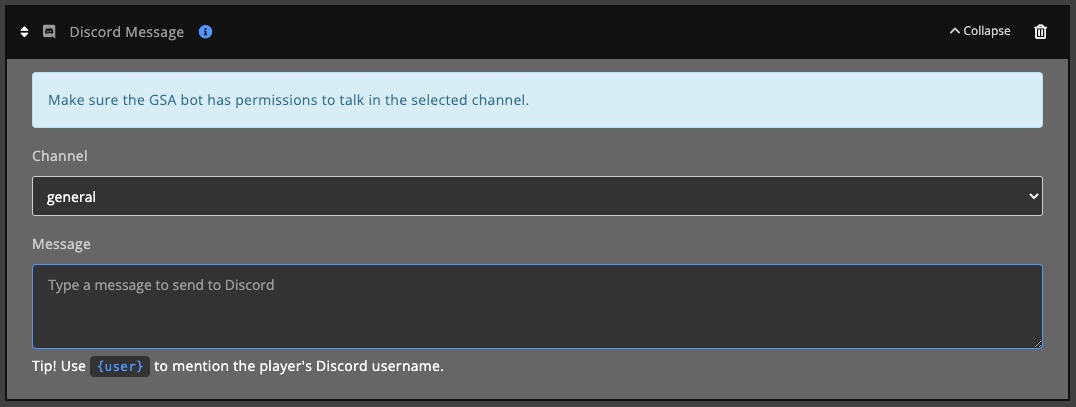 Discord Message
Collapse
Make sure the GSA bot has permissions to talk in the selected channel.
Channel
general
Message
Type a message to send to Discord
Tip! Use {user} to mention the player's Discord username.